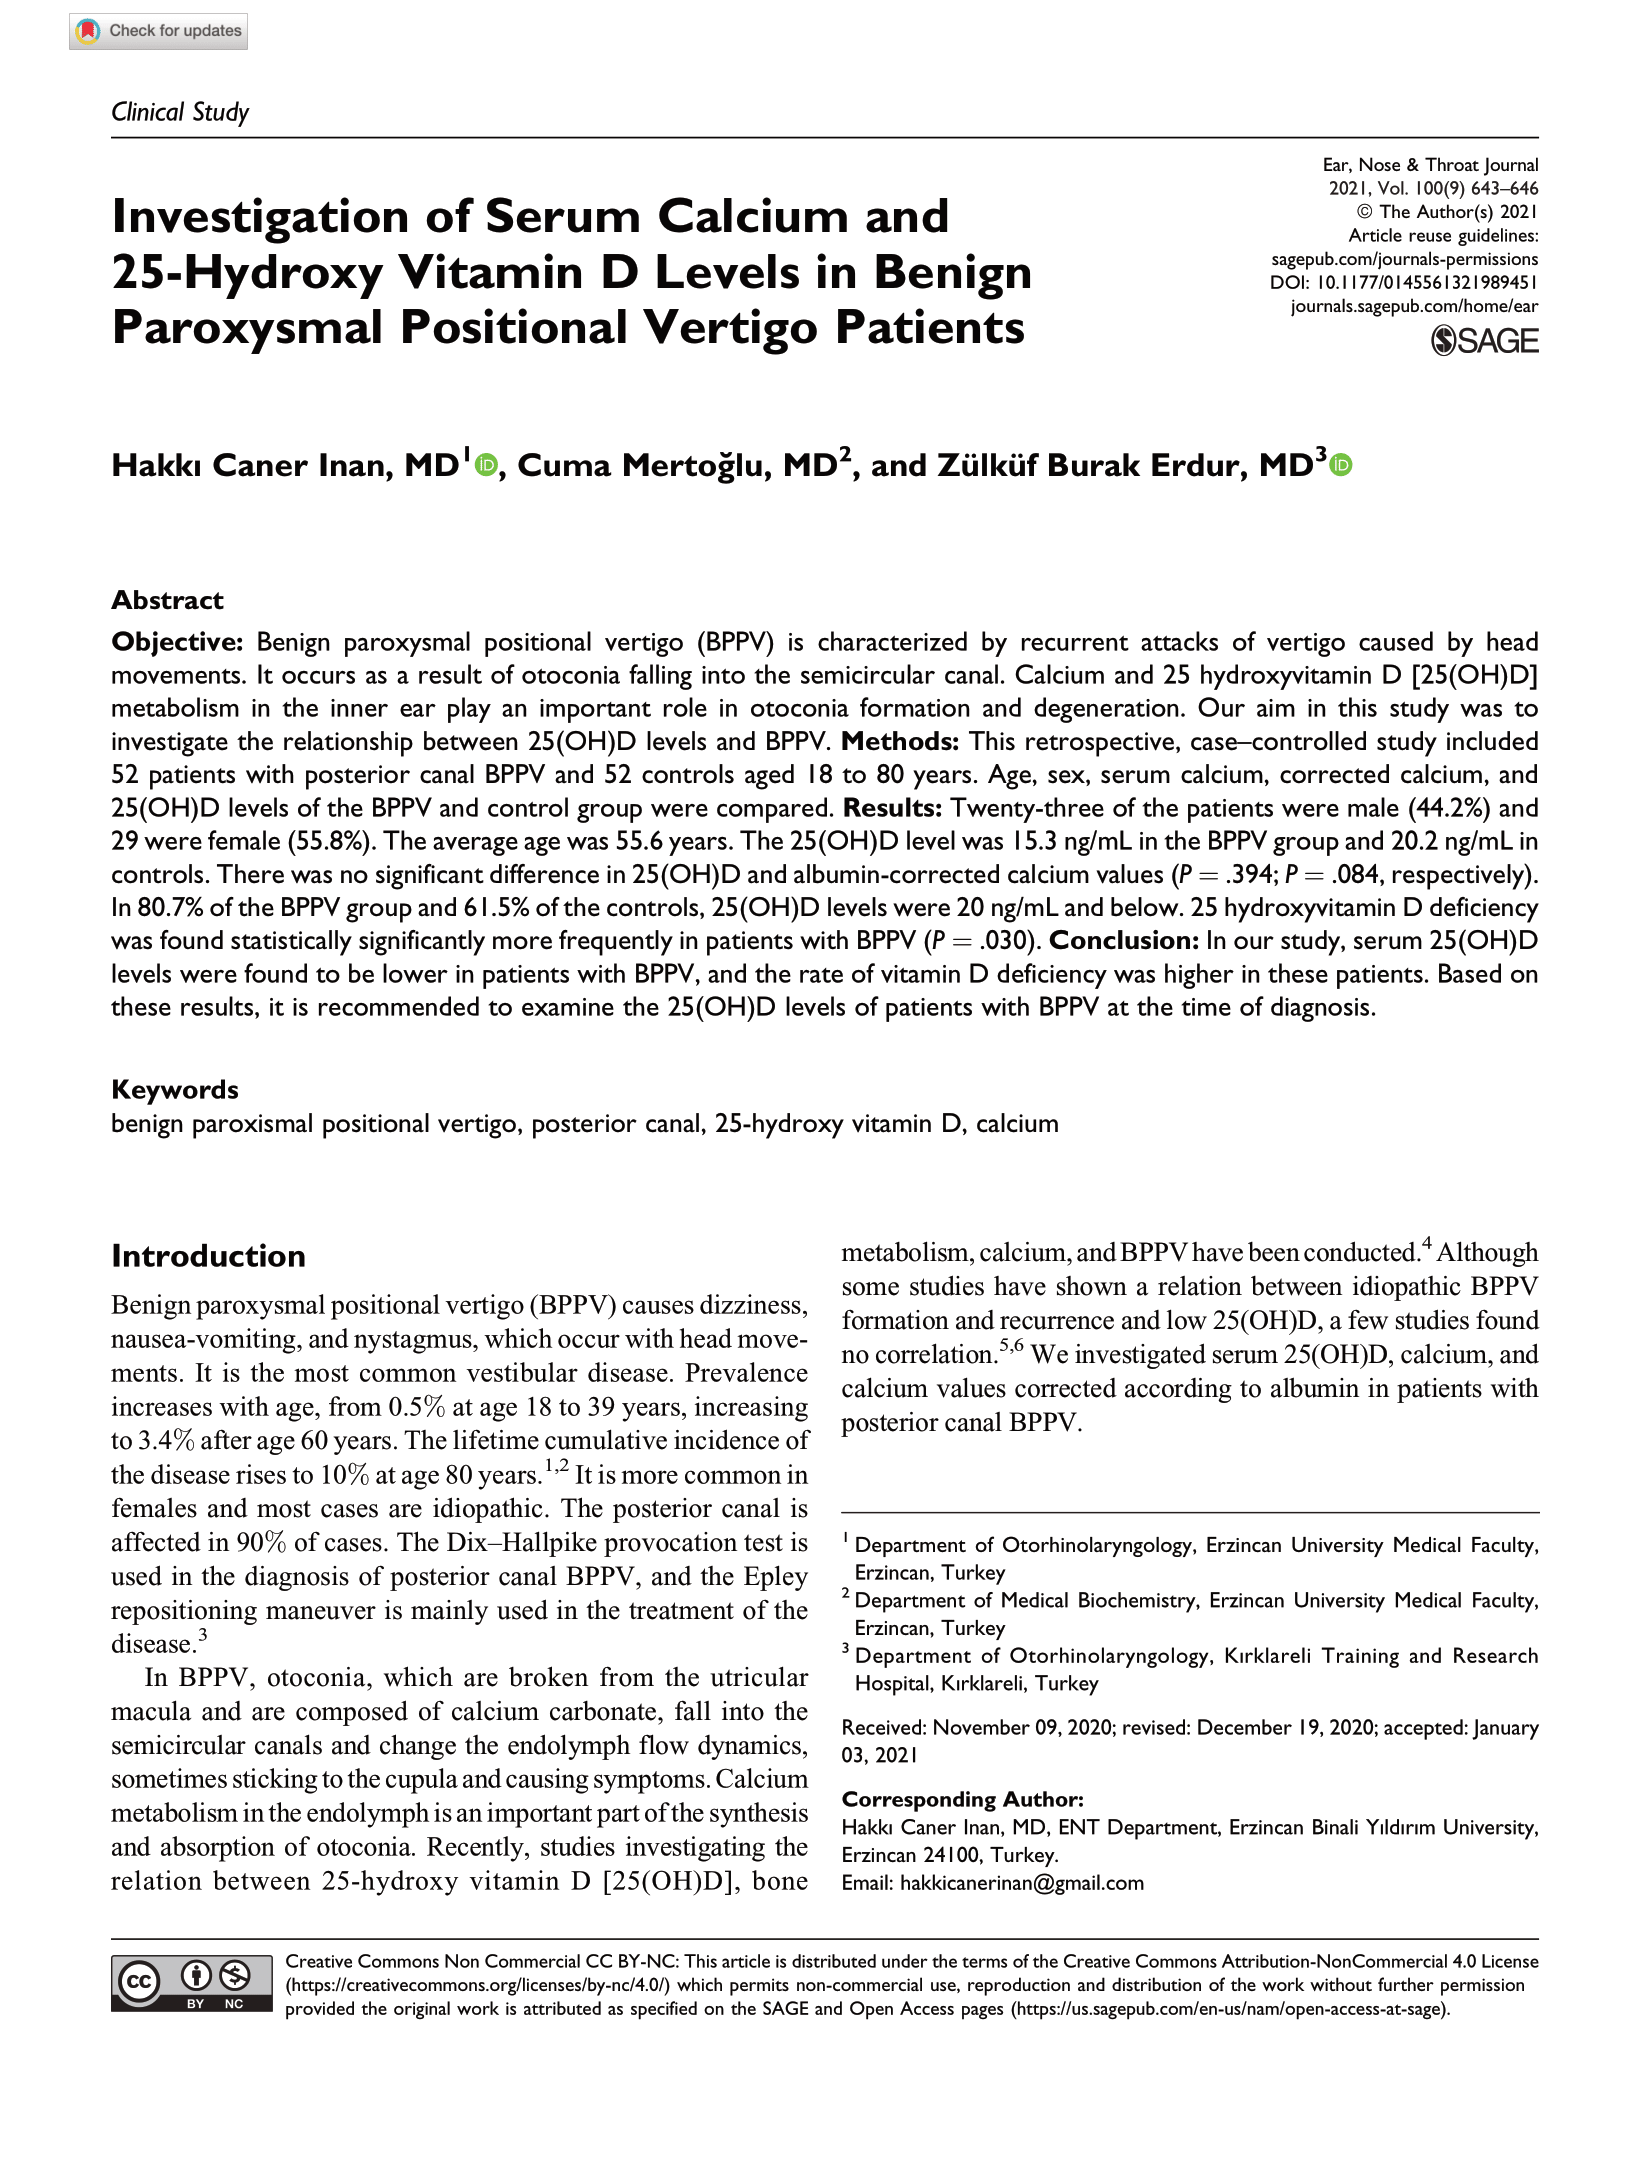 Check for updates
Clinical Study
Ear, Nose & Throat Journal
2021, Vol. 100(9) 643–646
© The Author(s) 2021
Article reuse guidelines:
sagepub.com/journals-permissions
DOI: 10.1177/0145561321989451
journals.sagepub.com/home/ear
SAGE
Investigation of Serum Calcium and
25-Hydroxy Vitamin D Levels in Benign
Paroxysmal Positional Vertigo Patients
Hakkı Caner Inan, MD1 iD, Cuma Mertoğlu, MD2, and Zülküf Burak Erdur, MD3 iD
Abstract
Objective: Benign paroxysmal positional vertigo (BPPV) is characterized by recurrent attacks of vertigo caused by head
movements. It occurs as a result of otoconia falling into the semicircular canal. Calcium and 25 hydroxyvitamin D [25(OH)D]
metabolism in the inner ear play an important role in otoconia formation and degeneration. Our aim in this study was to
investigate the relationship between 25(OH)D levels and BPPV. Methods: This retrospective, case–controlled study included
52 patients with posterior canal BPPV and 52 controls aged 18 to 80 years. Age, sex, serum calcium, corrected calcium, and
25(OH)D levels of the BPPV and control group were compared. Results: Twenty-three of the patients were male (44.2%) and
29 were female (55.8%). The average age was 55.6 years. The 25(OH)D level was 15.3 ng/mL in the BPPV group and 20.2 ng/mL in
controls. There was no significant difference in 25(OH)D and albumin-corrected calcium values (P = .394; P = .084, respectively).
In 80.7% of the BPPV group and 61.5% of the controls, 25(OH)D levels were 20 ng/mL and below. 25 hydroxyvitamin D deficiency
was found statistically significantly more frequently in patients with BPPV (P = .030). Conclusion: In our study, serum 25(OH)D
levels were found to be lower in patients with BPPV, and the rate of vitamin D deficiency was higher in these patients. Based on
these results, it is recommended to examine the 25(OH)D levels of patients with BPPV at the time of diagnosis.
Keywords
benign paroxismal positional vertigo, posterior canal, 25-hydroxy vitamin D, calcium
Introduction
Benign paroxysmal positional vertigo (BPPV) causes dizziness,
nausea-vomiting, and nystagmus, which occur with head move-
ments. It is the most common vestibular disease. Prevalence
increases with age, from 0.5% at age 18 to 39 years, increasing
to 3.4% after age 60 years. The lifetime cumulative incidence of
the disease rises to 10% at age 80 years.1,2 It is more common in
females and most cases are idiopathic. The posterior canal is
affected in 90% of cases. The Dix–Hallpike provocation test is
used in the diagnosis of posterior canal BPPV, and the Epley
repositioning maneuver is mainly used in the treatment of the
disease.3
In BPPV, otoconia, which are broken from the utricular
macula and are composed of calcium carbonate, fall into the
semicircular canals and change the endolymph flow dynamics,
sometimes sticking to the cupula and causing symptoms. Calcium
metabolism in the endolymph is an important part of the synthesis
and absorption of otoconia. Recently, studies investigating the
relation between 25-hydroxy vitamin D [25(OH)D], bone
metabolism, calcium, and BPPV have been conducted.4 Although
some studies have shown a relation between idiopathic BPPV
formation and recurrence and low 25(OH)D, a few studies found
no correlation.5,6 We investigated serum 25(OH)D, calcium, and
calcium values corrected according to albumin in patients with
posterior canal BPPV.
1 Department of Otorhinolaryngology, Erzincan University Medical Faculty,
Erzincan, Turkey
2 Department of Medical Biochemistry, Erzincan University Medical Faculty,
Erzincan, Turkey
3 Department of Otorhinolaryngology, Kırklareli Training and Research
Hospital, Kırklareli, Turkey
Received: November 09, 2020; revised: December 19, 2020; accepted: January
03, 2021
Corresponding Author:
Hakkı Caner Inan, MD, ENT Department, Erzincan Binali Yıldırım University,
Erzincan 24100, Turkey.
Email: hakkicanerinan@gmail.com
CC BY NC
Creative Commons Non Commercial CC BY-NC: This article is distributed under the terms of the Creative Commons Attribution-NonCommercial 4.0 License
(https://creativecommons.org/licenses/by-nc/4.0/) which permits non-commercial use, reproduction and distribution of the work without further permission
provided the original work is attributed as specified on the SAGE and Open Access pages (https://us.sagepub.com/en-us/nam/open-access-at-sage).